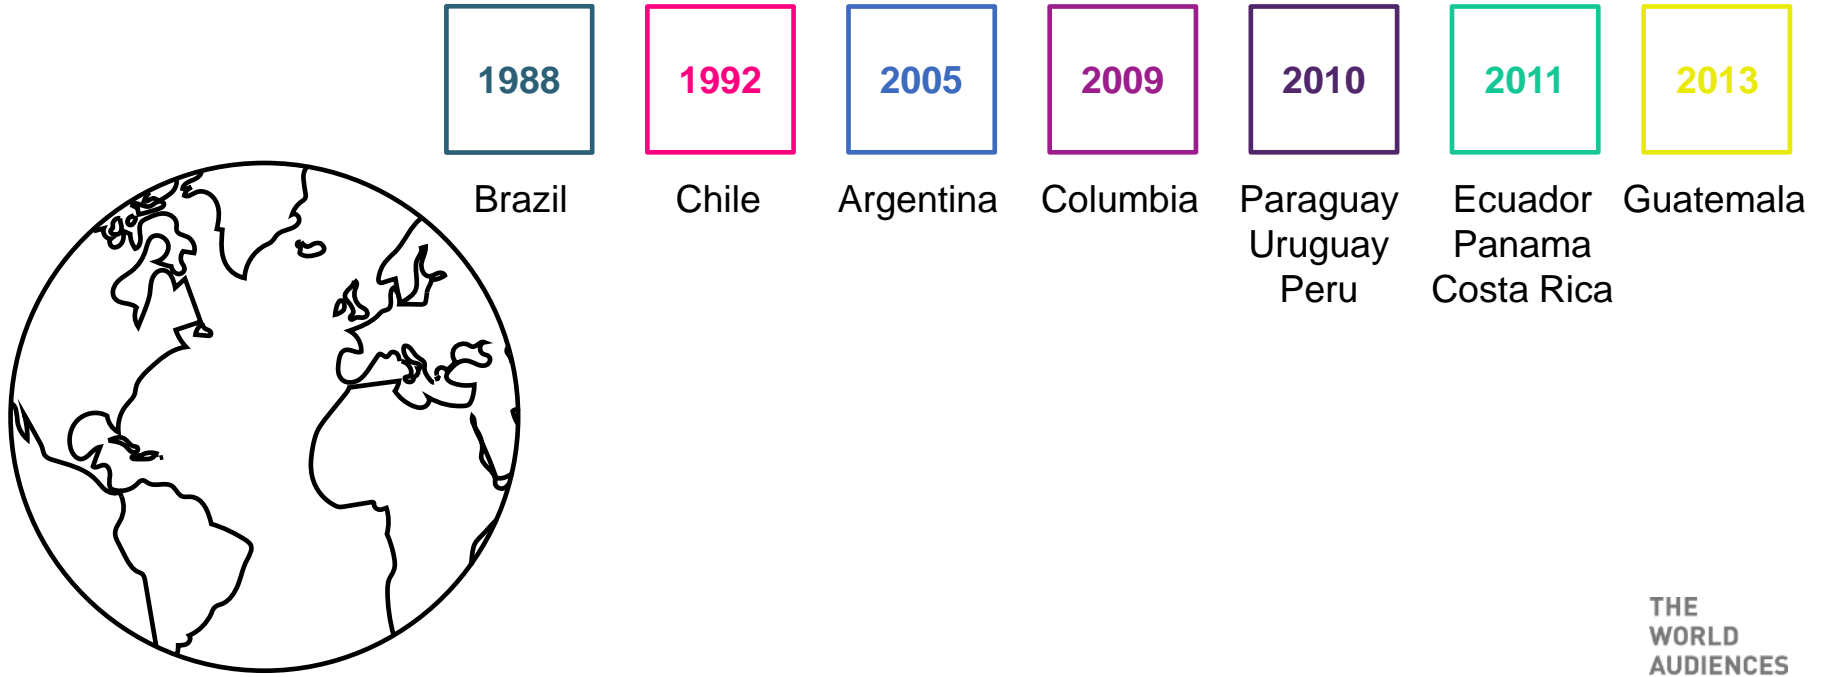 1988 1992 2005 2009 2010 2011 2013
Brazil Chile Argentina Columbia Paraguay Ecuador Guatemala
Uruguay Panama
Peru Costa Rica
THE
WORLD
AUDIENCES